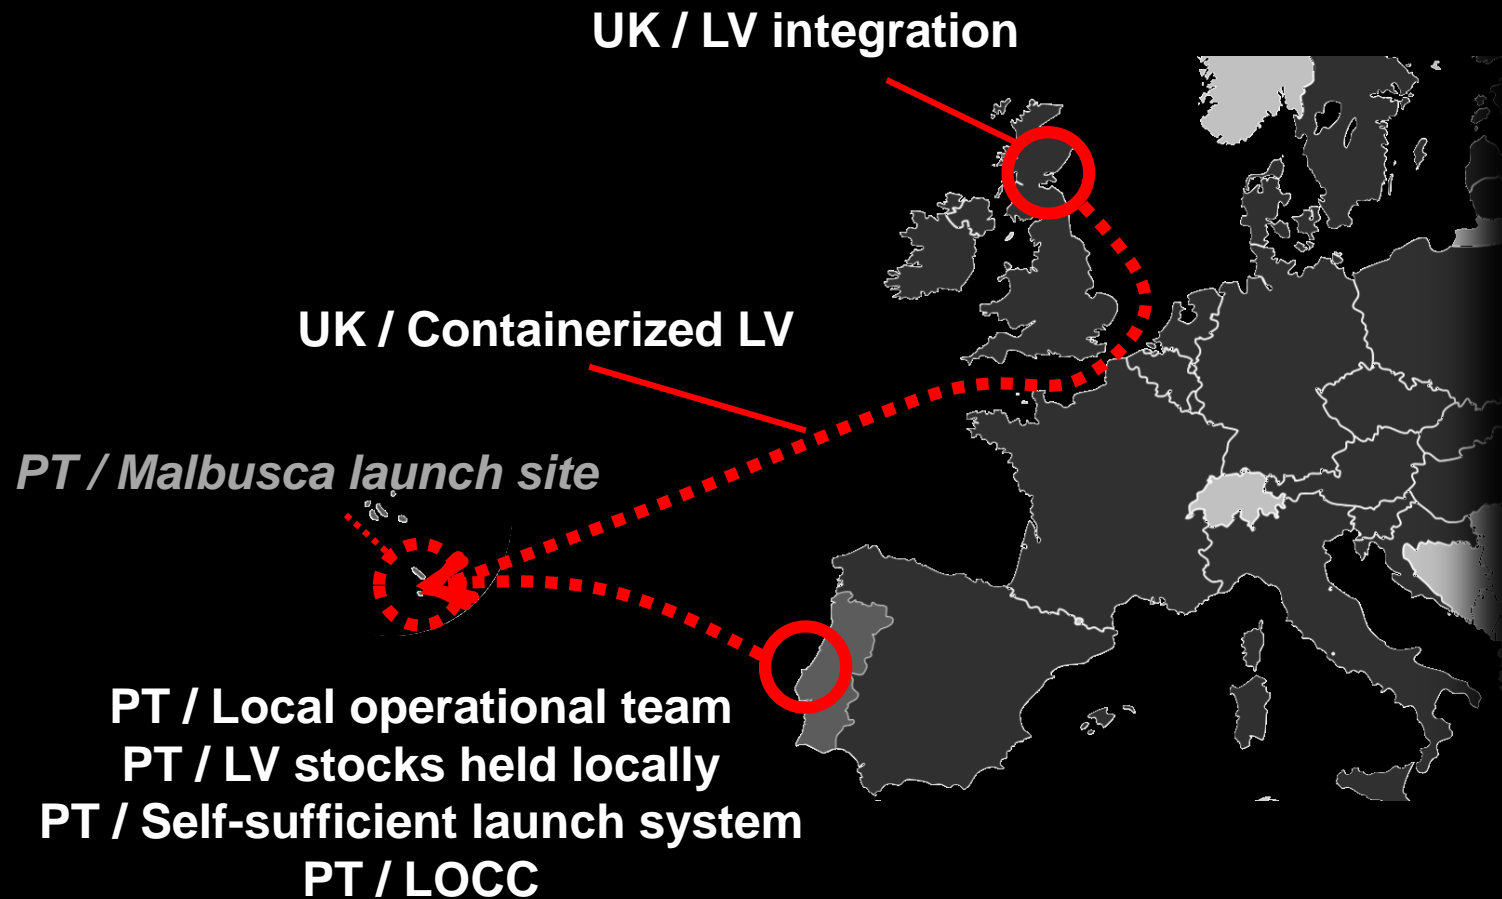 UK / LV integration
UK / Containerized LV
PT / Malbusca launch site
PT / Local operational team
PT / LV stocks held locally
PT / Self-sufficient launch system
PT / LOCC